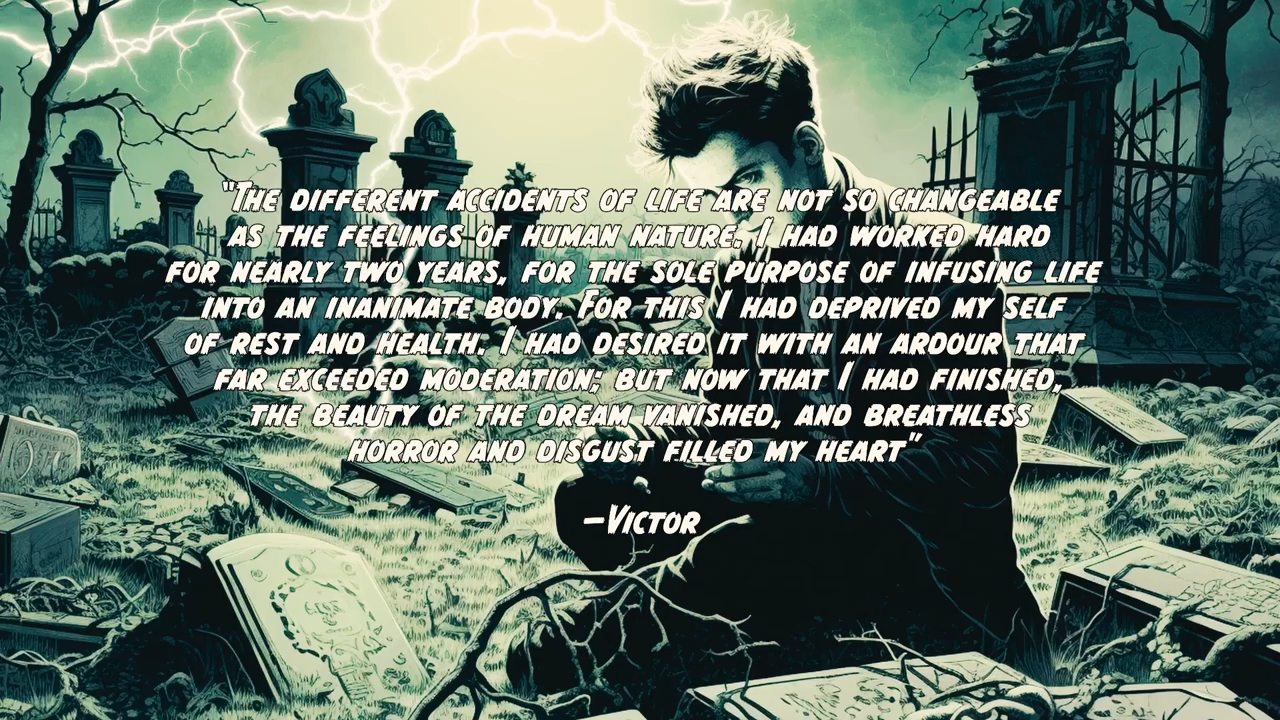 "The different accidents of life are not so changeable
as the feelings of human nature. I had worked hard
for nearly two years, for the sole purpose of infusing life
into an inanimate body. For this I had deprived my self
of rest and health. I had desired it with an ardour that
far exceeded moderation; but now that I had finished,
the beauty of the dream vanished, and breathless
horror and disgust filled my heart"
–Victor